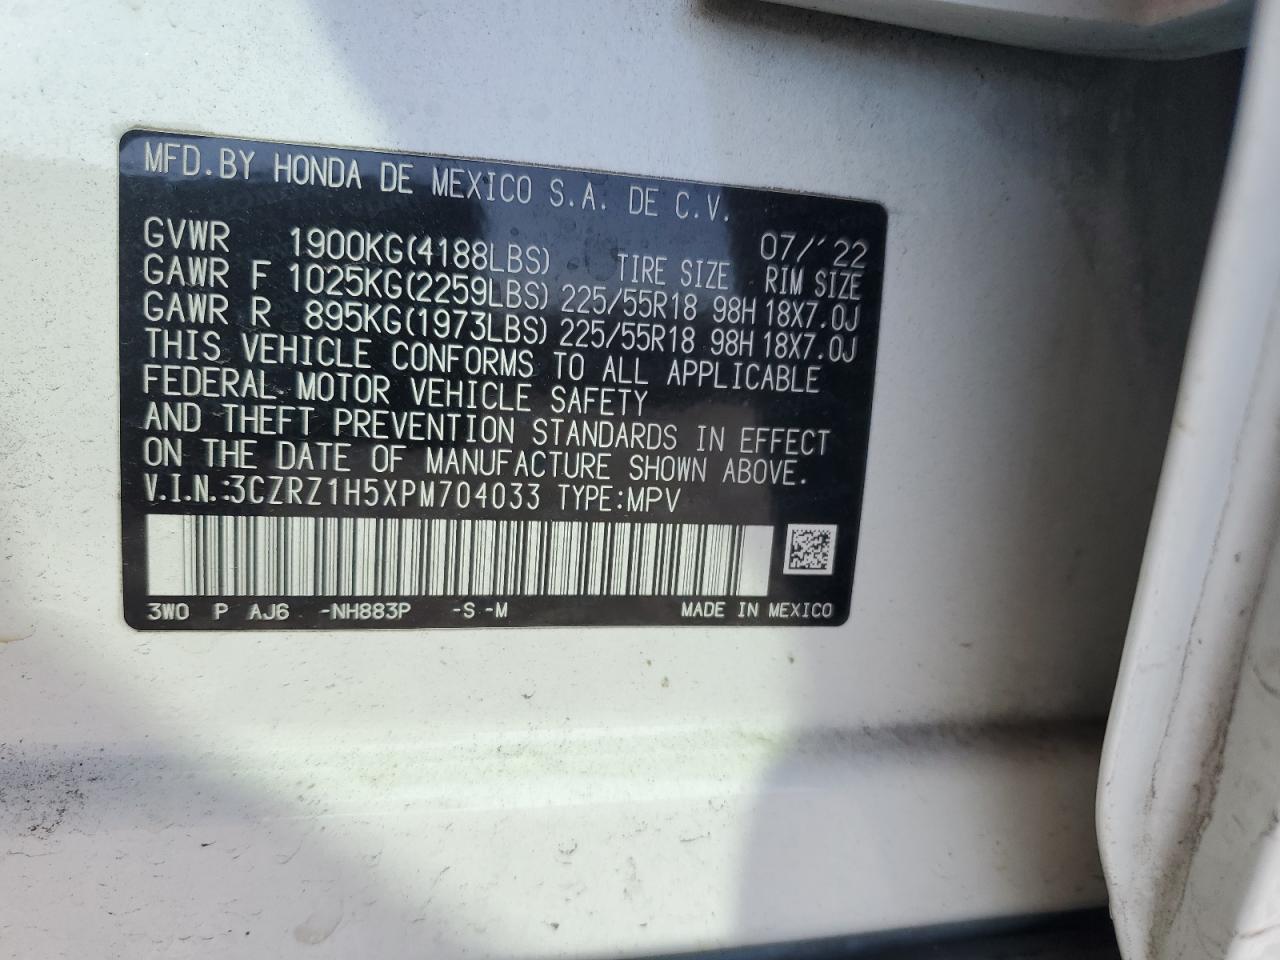 MFD.BY HONDA DE MEXICO S.A. DE C.V.
07/'22
GVWR 1900KG(4188LBS) TIRE SIZE RIM SIZE
GAWR F 1025KG(2259LBS) 225/55R18 98H 18X7.0J
GAWR R 895KG(1973LBS) 225/55R18 98H 18X7.0J
THIS VEHICLE CONFORMS TO ALL APPLICABLE
FEDERAL MOTOR VEHICLE SAFETY
AND THEFT PREVENTION STANDARDS IN EFFECT
ON THE DATE OF MANUFACTURE SHOWN ABOVE.
V.I.N.:3CZRZ1H5XPM704033 TYPE:MPV
3W0 P AJ6 -NH883P -S -M MADE IN MEXICO